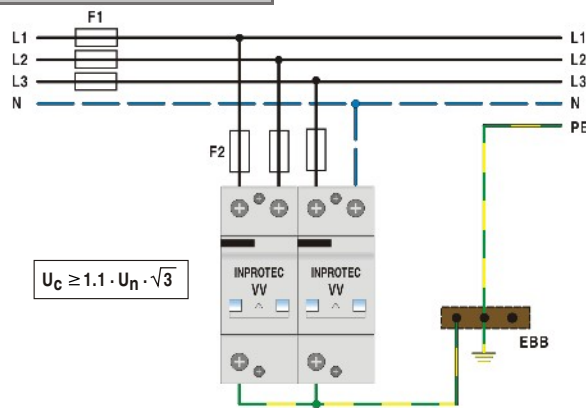 F1
L1 L1
L2 L2
L3 L3
N N
PE
F2
INPROTEC INPROTEC
VV VV
U_C ≥ 1.1 · U_n · √3
EBB